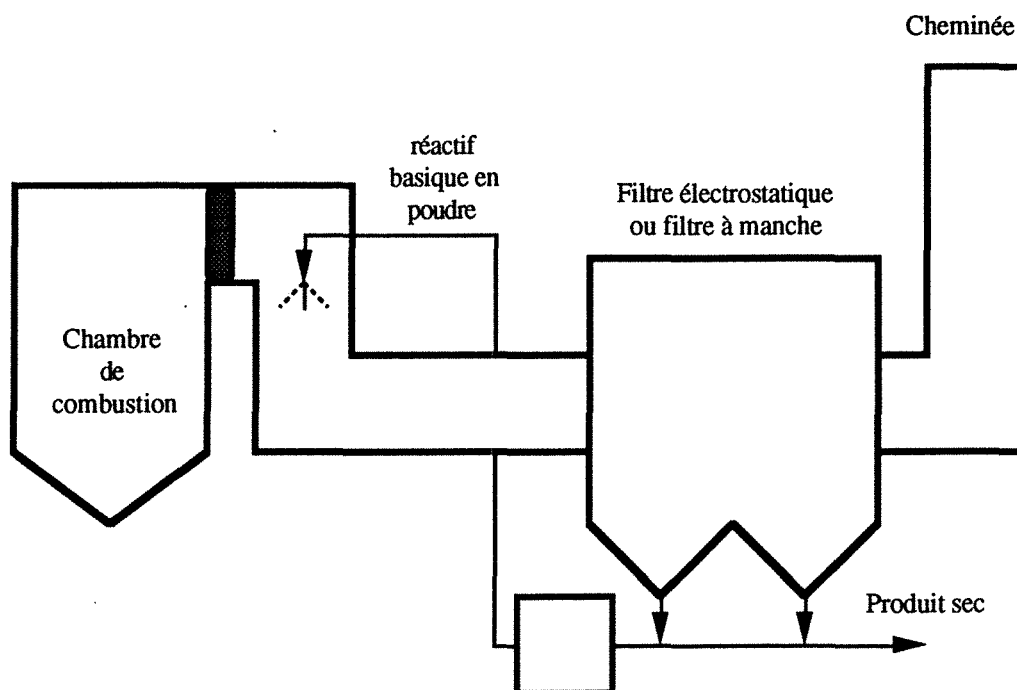 Cheminée
réactif
basique en
poudre
Filtre électrostatique
ou filtre à manche
Chambre
de
combustion
Produit sec